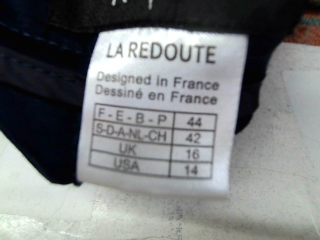 LA REDOUTE
Designed in France
Dessiné en France
F - E - B - P 44
S-D-A-NL-CH 42
UK 16
USA 14